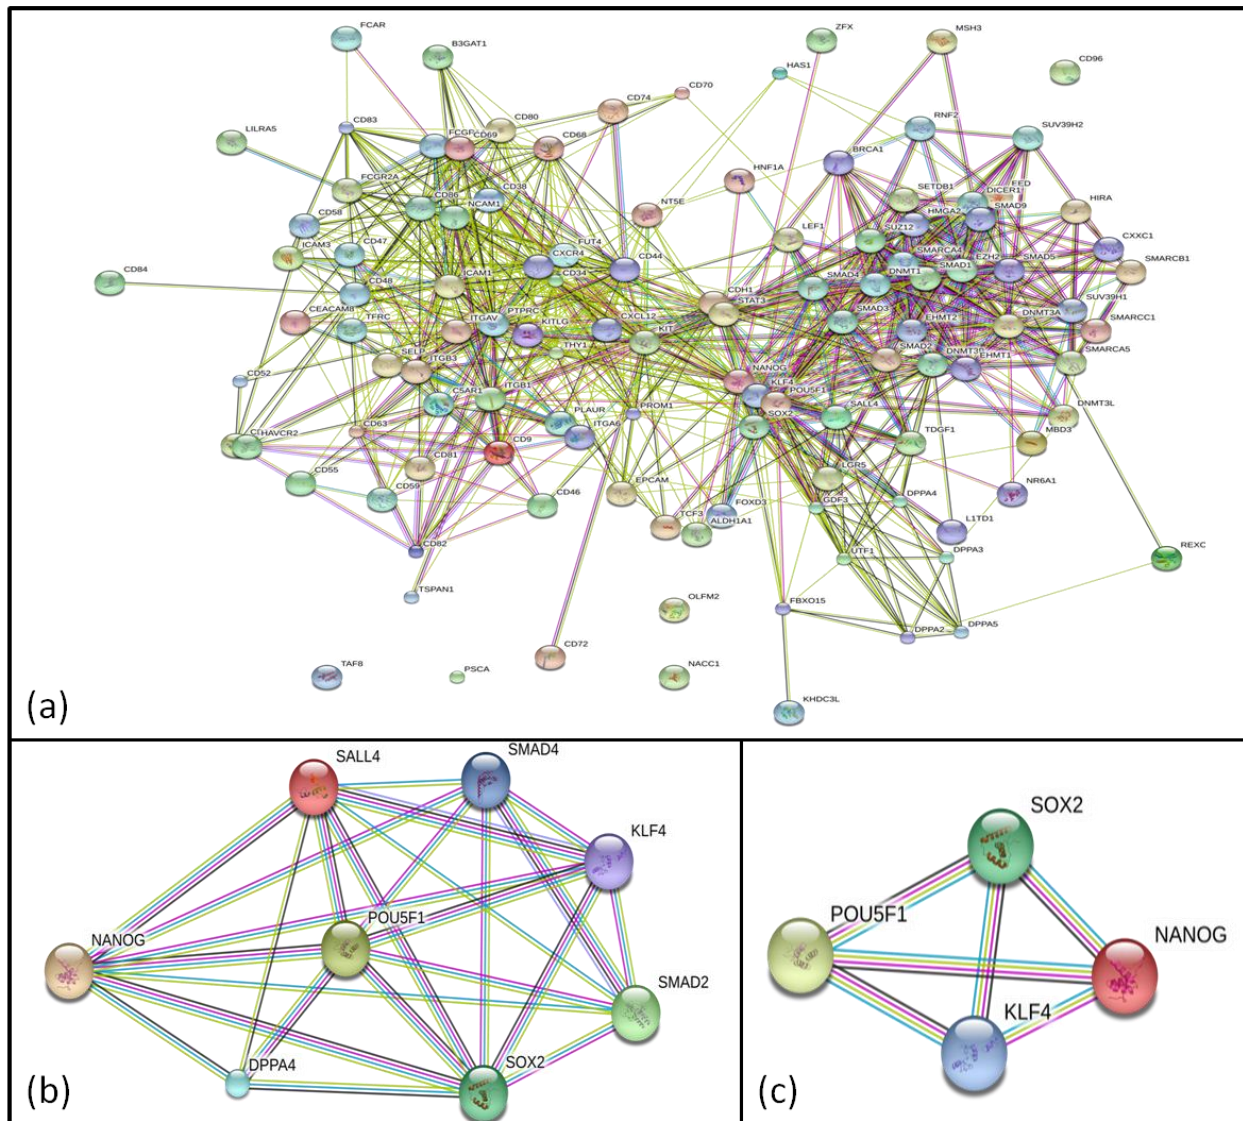 FCAR
ZFX
MSH3
B3GAT1
CD96
HAS1
CD70
CD74
CD80
CD83
LILRA5
FCGR
CD69
CD68
RNF2
SUV39H2
BRCA1
HNF1A
FCGR2A
CD38
CD86
NCAM1
NT5E
SETDB1
DICER1
EED
HIRA
CD58
HMGA2
SMAD9
SUZ12
LEF1
ICAM3
CD47
FUT4
CXCR4
CD44
CXXC1
SMARCA4
EZH2
SMAD5
SMARCB1
CD84
CD48
ICAM1
CD34
SMAD4
DNMT1
SMAD1
CDH1
STAT3
SUV39H1
CEACAM8
TFRC
ITGAV
PTPRC
KITLG
CXCL12
KIT
SMAD3
EHMT2
DNMT3A
SMARCC1
SELP
ITGB3
THY1
SMAD2
DNMT3
EHMT1
SMARCA5
NANOG
KLF4
POU5F1
CD52
C5AR1
ITGB1
PLAUR
PROM1
SOX2
SALL4
DNMT3L
HAVCR2
CD63
ITGA6
TDGF1
MBD3
CD9
CD81
CD55
CD59
CD46
EPCAM
LGR5
GDF3
DPPA4
NR6A1
TCF3
FOXD3
ALDH1A1
L1TD1
CD82
UTF1
DPPA3
REXC
TSPAN1
OLFM2
FBXO15
DPPA2
DPPA5
CD72
TAF8
PSCA
NACC1
KHDC3L
(a)
SALL4
SMAD4
KLF4
POU5F1
NANOG
SMAD2
DPPA4
SOX2
(b)
SOX2
POU5F1
NANOG
KLF4
(c)